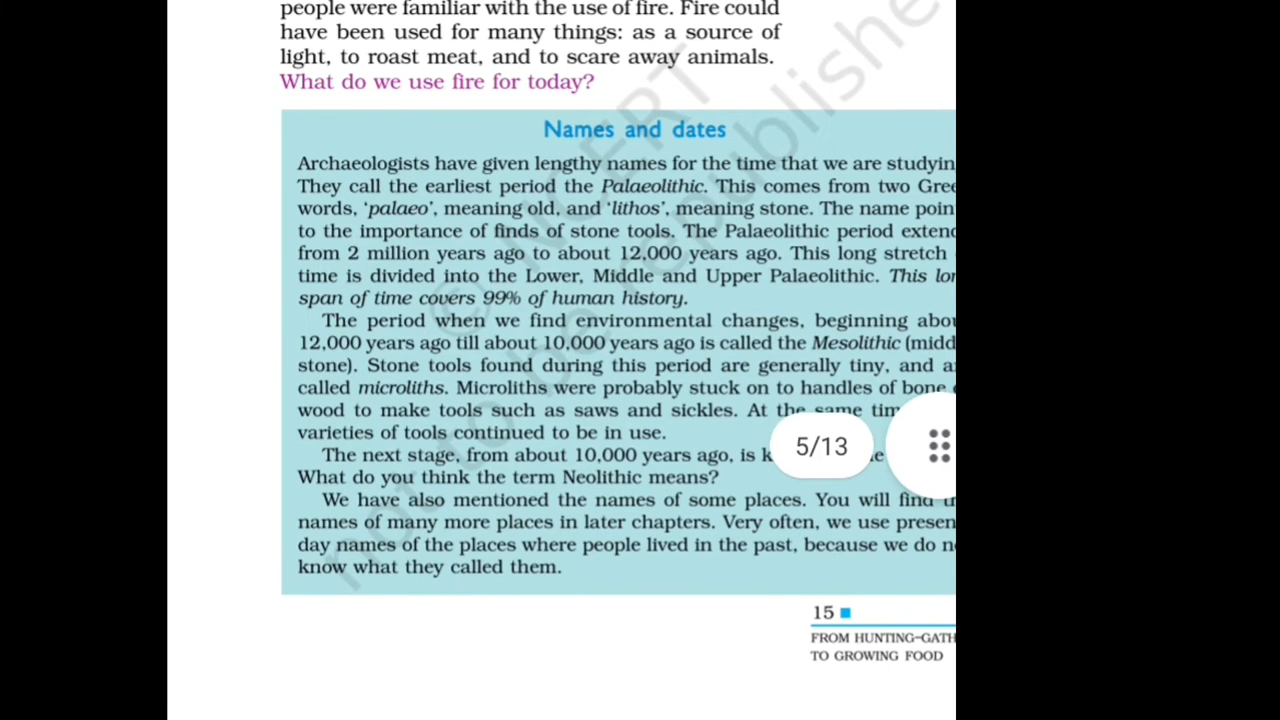 people were familiar with the use of fire. Fire could
have been used for many things: as a source of
light, to roast meat, and to scare away animals.
What do we use fire for today?
Names and dates
Archaeologists have given lengthy names for the time that we are studyin
They call the earliest period the Palaeolithic. This comes from two Gree
words, ‘palaeo’, meaning old, and ‘lithos’, meaning stone. The name poin
to the importance of finds of stone tools. The Palaeolithic period extend
from 2 million years ago to about 12,000 years ago. This long stretch
time is divided into the Lower, Middle and Upper Palaeolithic. This lon
span of time covers 99% of human history.
The period when we find environmental changes, beginning abou
12,000 years ago till about 10,000 years ago is called the Mesolithic (midd
stone). Stone tools found during this period are generally tiny, and a
called microliths. Microliths were probably stuck on to handles of bone
wood to make tools such as saws and sickles. At the same tim
varieties of tools continued to be in use.
The next stage, from about 10,000 years ago, is k
What do you think the term Neolithic means?
We have also mentioned the names of some places. You will find
names of many more places in later chapters. Very often, we use presen
day names of the places where people lived in the past, because we do n
know what they called them.
5/13
15
FROM HUNTING–GATH
TO GROWING FOOD
© NCERT
not to be republishe